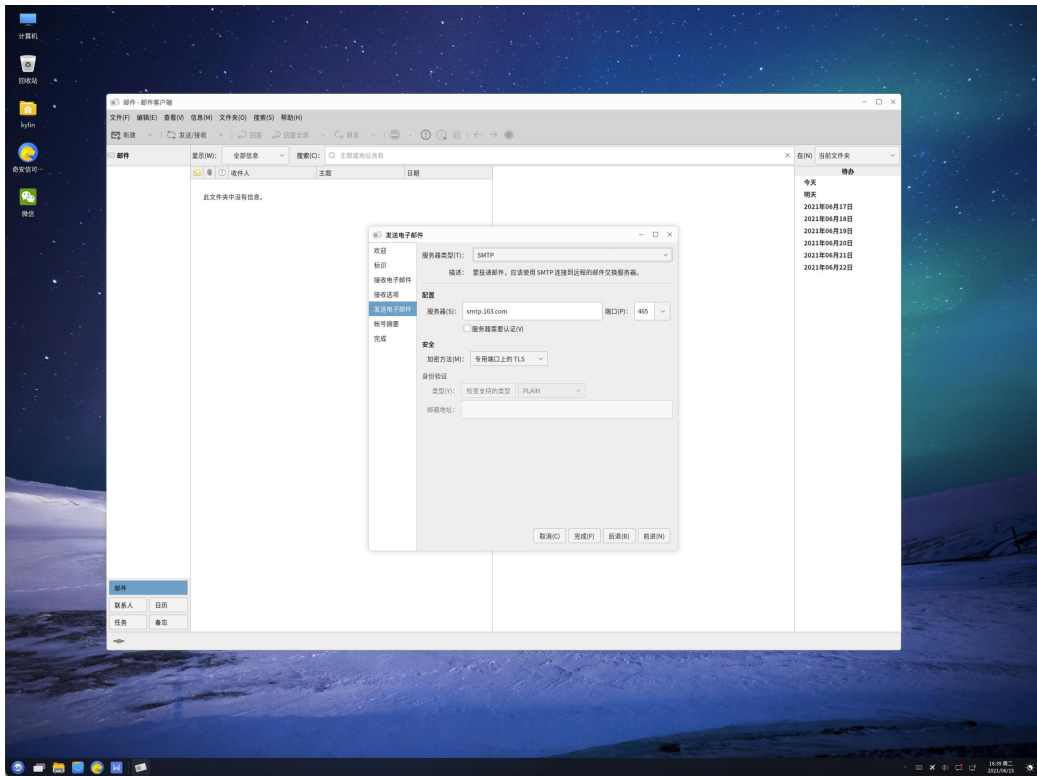 计算机
回收站
kylin
奇安信可…
微信
邮件 - 邮件客户端
文件(F) 编辑(E) 查看(V) 信息(M) 文件夹(O) 搜索(S) 帮助(H)
新建 发送/接收 回复 回复全部 转发
邮件 显示(W): 全部信息 搜索(C): 主题或地址含有 在(N) 当前文件夹
收件人 主题 日期 待办
此文件夹中没有信息。
今天
明天
2021年06月17日
2021年06月18日
2021年06月19日
2021年06月20日
2021年06月21日
2021年06月22日
发送电子邮件
欢迎
标识
接收电子邮件
接收选项
发送电子邮件
帐号摘要
完成
服务器类型(T): SMTP
描述: 要投递邮件，应该使用 SMTP 连接到远程的邮件交换服务器。
配置
服务器(S): smtp.163.com 端口(P): 465
服务器需要认证(V)
安全
加密方法(M): 专用端口上的 TLS
身份验证
类型(Y): 检查支持的类型 PLAIN
邮箱地址:
取消(C) 完成(F) 后退(B) 前进(N)
邮件
联系人 日历
任务 备忘
16:39 周二
2021/06/15